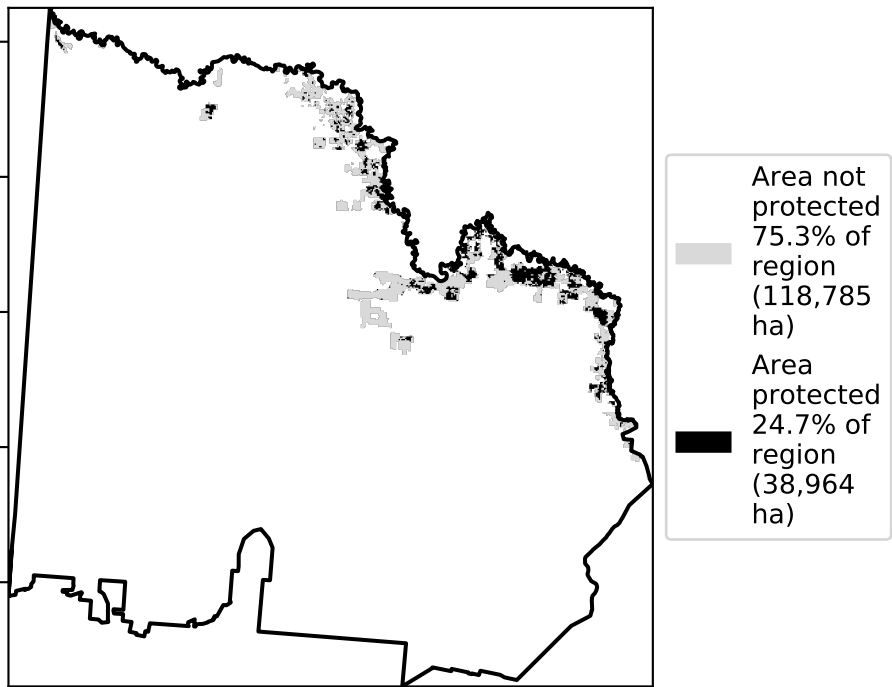 Area not
protected
75.3% of
region
(118,785
ha)
Area
protected
24.7% of
region
(38,964
ha)